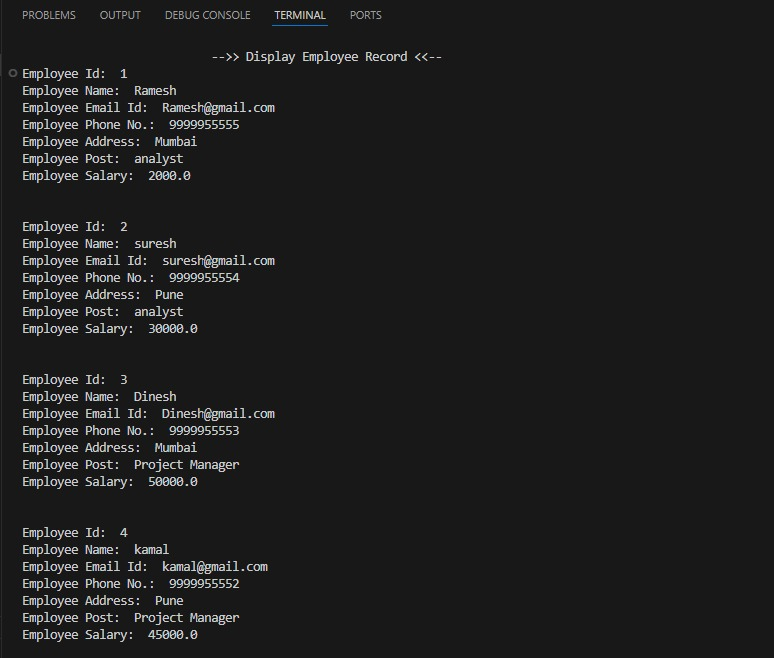 PROBLEMS OUTPUT DEBUG CONSOLE TERMINAL PORTS
-->> Display Employee Record <<--
Employee Id:  1
Employee Name:  Ramesh
Employee Email Id:  Ramesh@gmail.com
Employee Phone No.:  9999955555
Employee Address:  Mumbai
Employee Post:  analyst
Employee Salary:  2000.0
Employee Id:  2
Employee Name:  suresh
Employee Email Id:  suresh@gmail.com
Employee Phone No.:  9999955554
Employee Address:  Pune
Employee Post:  analyst
Employee Salary:  30000.0
Employee Id:  3
Employee Name:  Dinesh
Employee Email Id:  Dinesh@gmail.com
Employee Phone No.:  9999955553
Employee Address:  Mumbai
Employee Post:  Project Manager
Employee Salary:  50000.0
Employee Id:  4
Employee Name:  kamal
Employee Email Id:  kamal@gmail.com
Employee Phone No.:  9999955552
Employee Address:  Pune
Employee Post:  Project Manager
Employee Salary:  45000.0